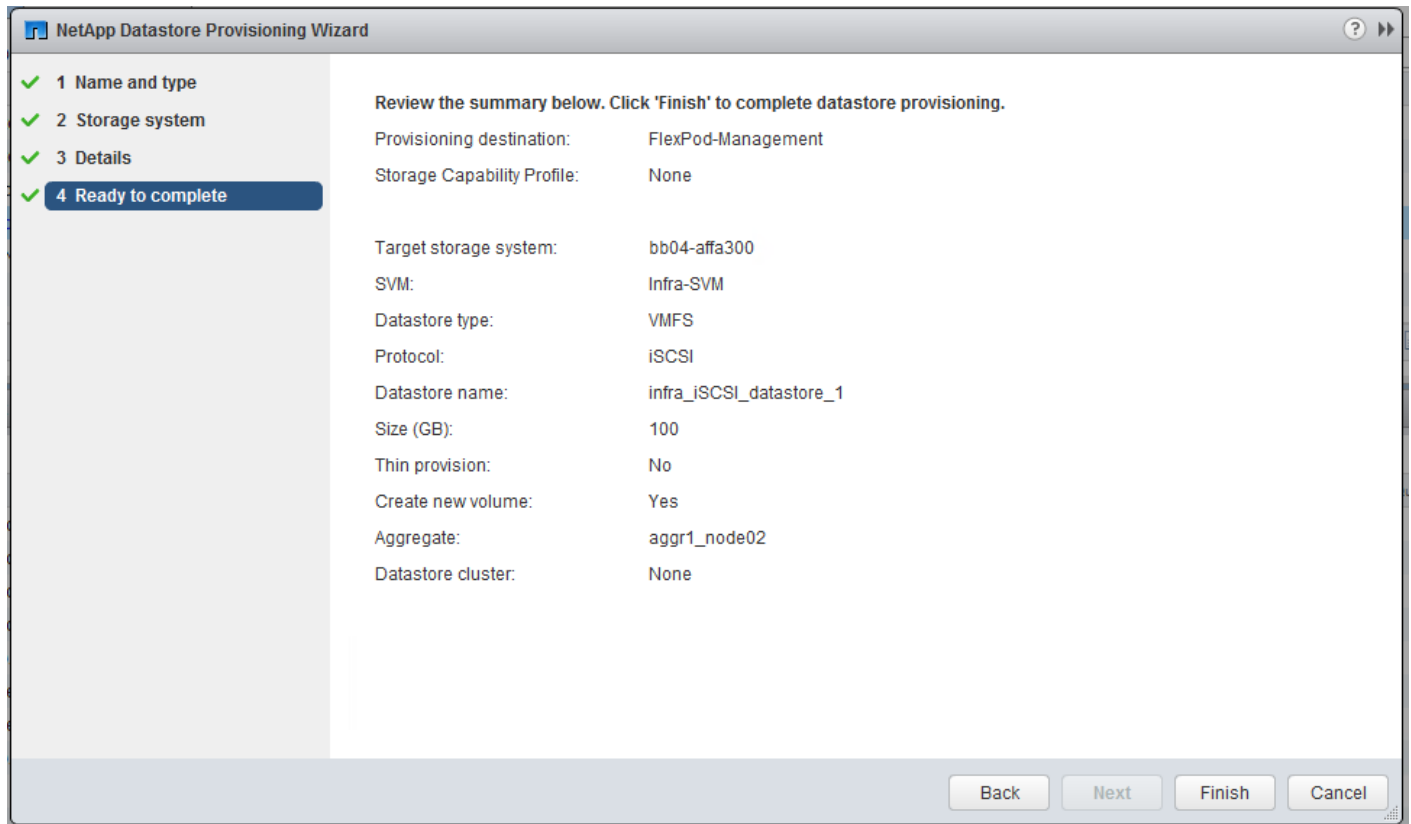 NetApp Datastore Provisioning Wizard
?
1 Name and type
2 Storage system
3 Details
4 Ready to complete
Review the summary below. Click 'Finish' to complete datastore provisioning.
Provisioning destination: FlexPod-Management
Storage Capability Profile: None
Target storage system: bb04-affa300
SVM: Infra-SVM
Datastore type: VMFS
Protocol: iSCSI
Datastore name: infra_iSCSI_datastore_1
Size (GB): 100
Thin provision: No
Create new volume: Yes
Aggregate: aggr1_node02
Datastore cluster: None
Back Next Finish Cancel